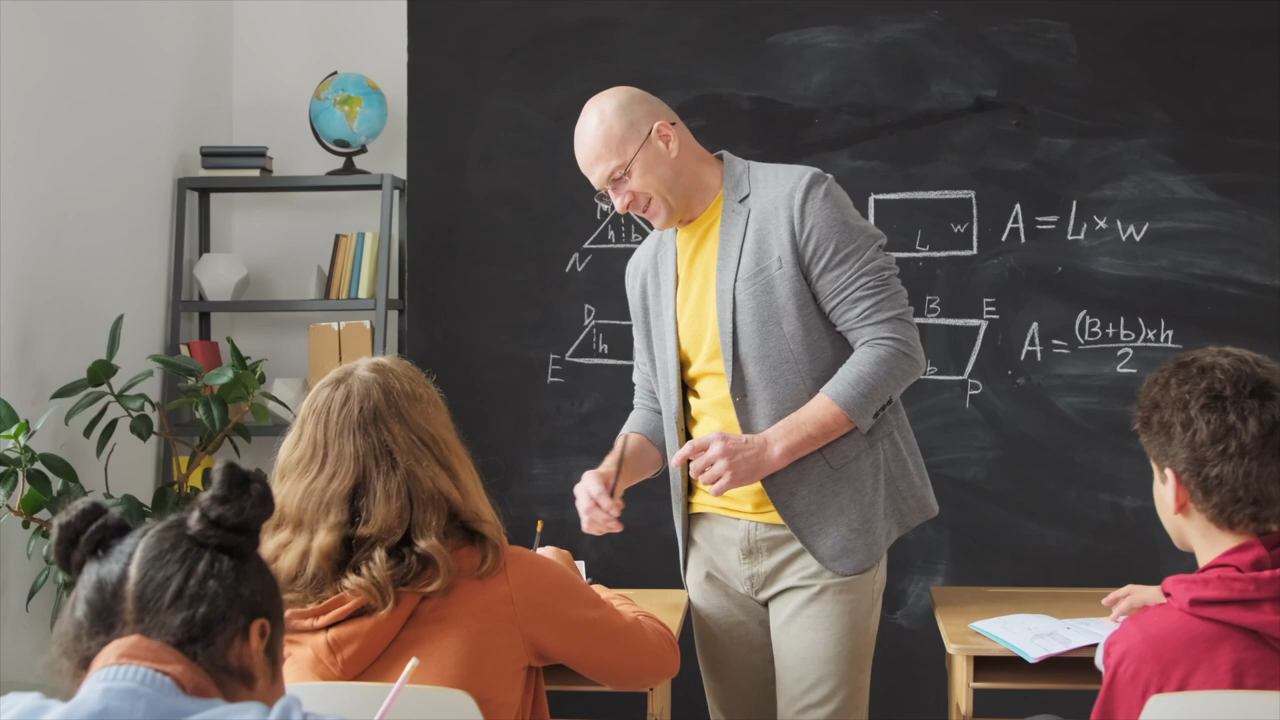 M
h b
N
L w
A = L × w
D
h
E
B E
b
P
A = (B+b)×h / 2